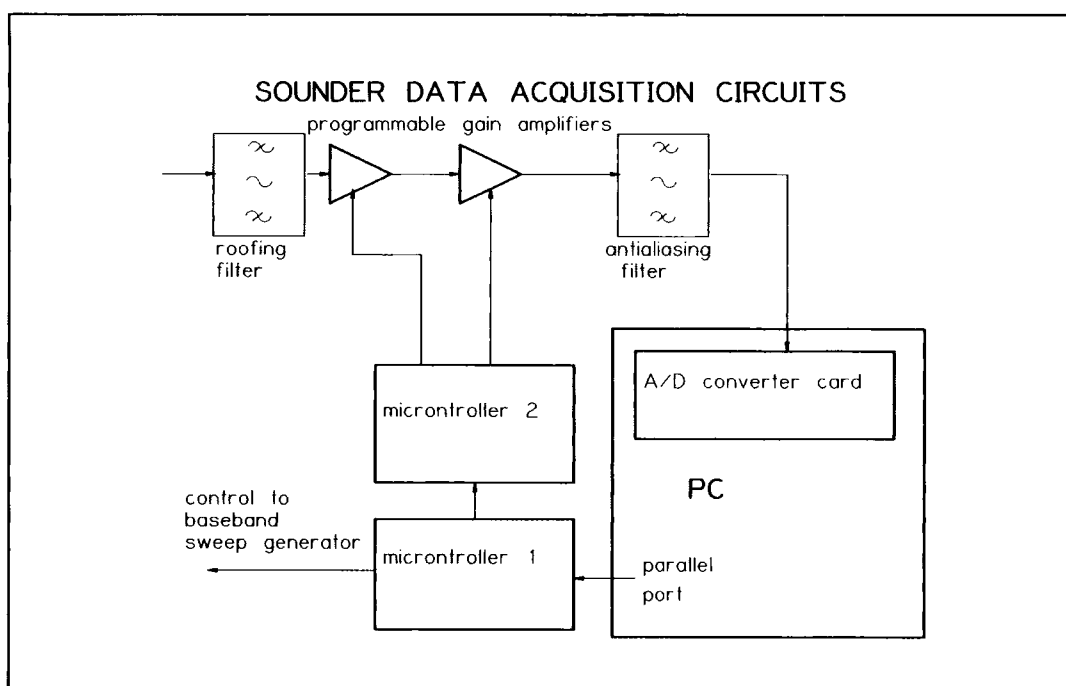 SOUNDER DATA ACQUISITION CIRCUITS
programmable gain amplifiers
roofing
filter
antialiasing
filter
A/D converter card
microntroller 2
PC
control to
baseband
sweep generator
microntroller 1
parallel
port